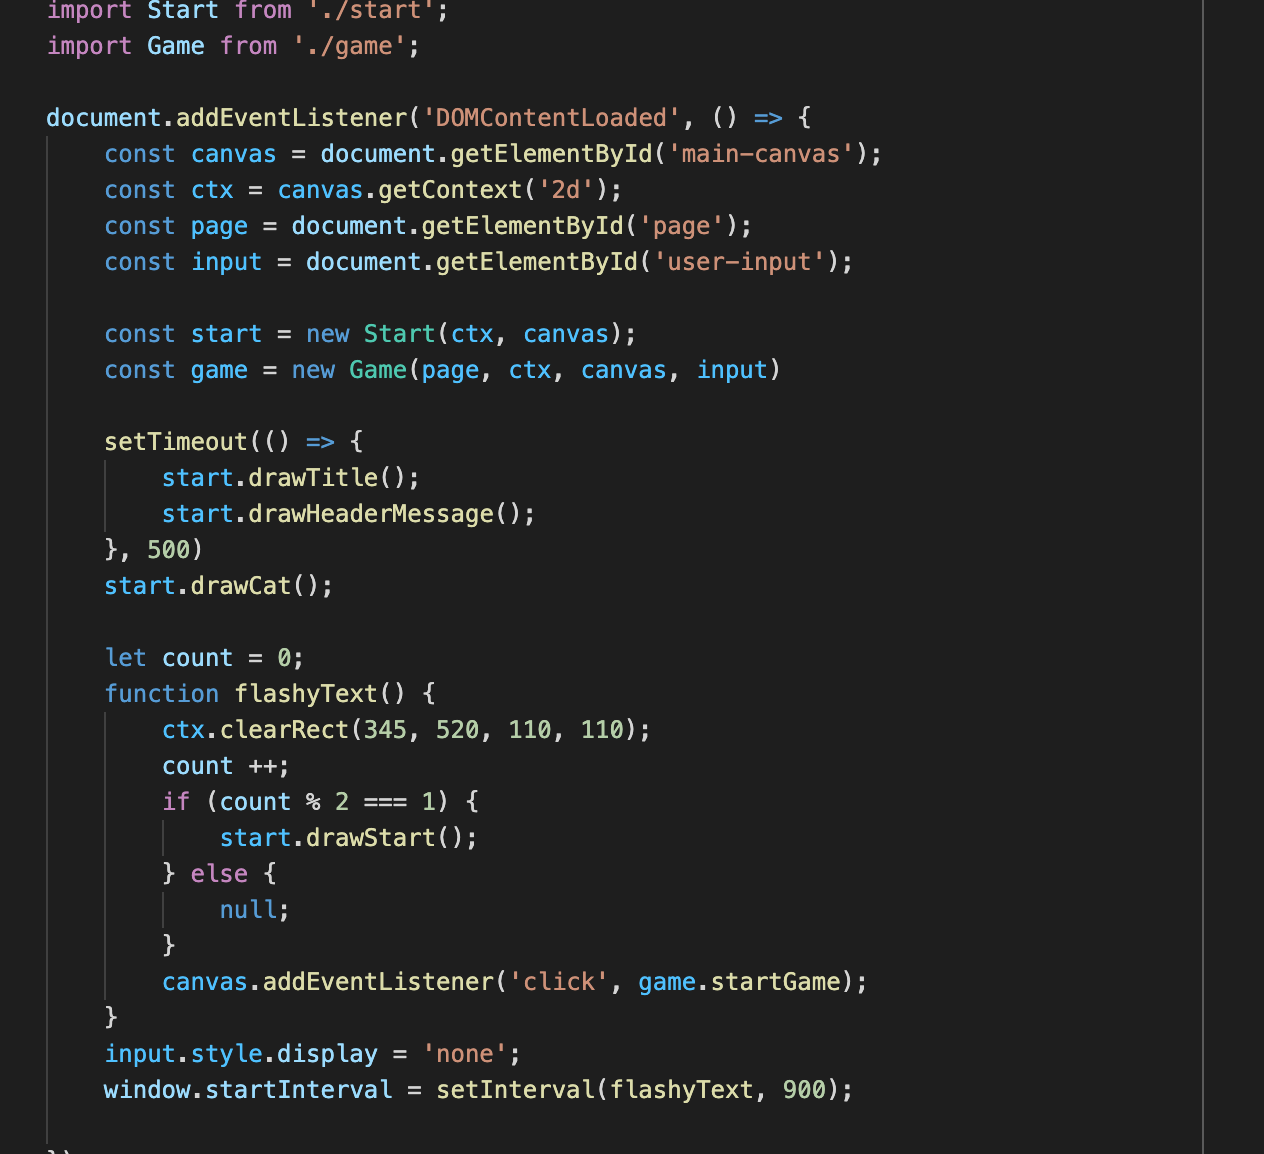 import Start from './start';
import Game from './game';
document.addEventListener('DOMContentLoaded', () => {
const canvas = document.getElementById('main-canvas');
const ctx = canvas.getContext('2d');
const page = document.getElementById('page');
const input = document.getElementById('user-input');
const start = new Start(ctx, canvas);
const game = new Game(page, ctx, canvas, input)
setTimeout(() => {
start.drawTitle();
start.drawHeaderMessage();
}, 500)
start.drawCat();
let count = 0;
function flashyText() {
ctx.clearRect(345, 520, 110, 110);
count ++;
if (count % 2 === 1) {
start.drawStart();
} else {
null;
}
canvas.addEventListener('click', game.startGame);
}
input.style.display = 'none';
window.startInterval = setInterval(flashyText, 900);